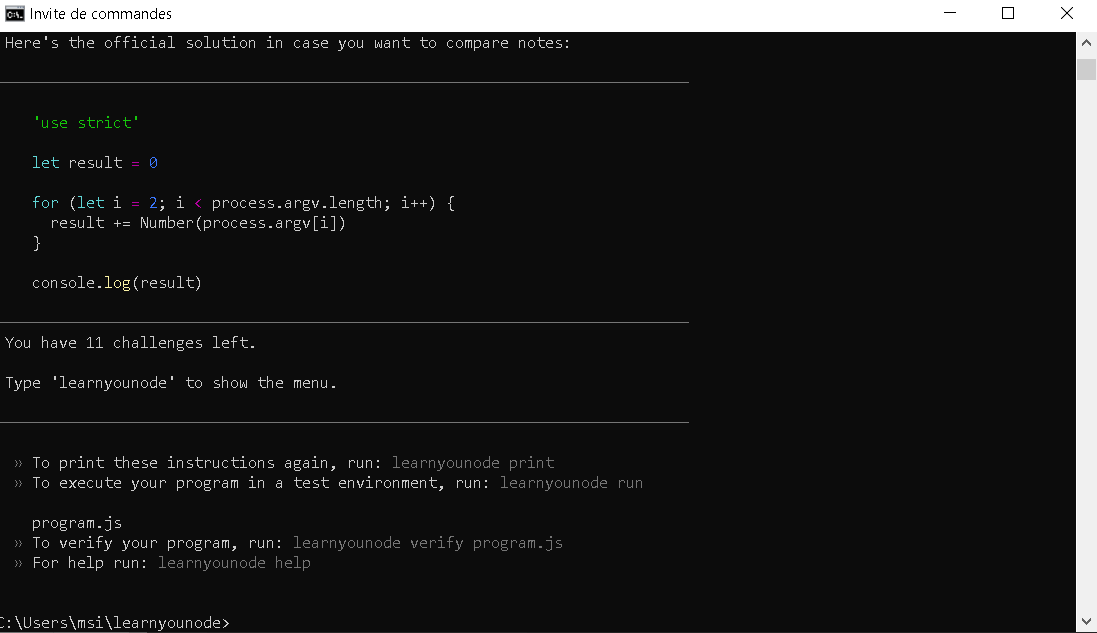 Invite de commandes
Here's the official solution in case you want to compare notes:
'use strict'
let result = 0
for (let i = 2; i < process.argv.length; i++) {
result += Number(process.argv[i])
}
console.log(result)
You have 11 challenges left.
Type 'learnyounode' to show the menu.
» To print these instructions again, run: learnyounode print
» To execute your program in a test environment, run: learnyounode run
program.js
» To verify your program, run: learnyounode verify program.js
» For help run: learnyounode help
C:\Users\msi\learnyounode>